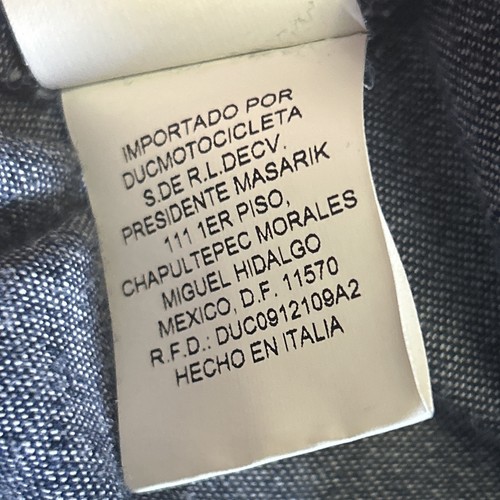 IMPORTADO POR
DUCMOTOCICLETA
S.DE R.L.DECV.
PRESIDENTE MASARIK
111 1ER PISO,
CHAPULTEPEC MORALES
MIGUEL HIDALGO
MEXICO, D.F. 11570
R.F.D.: DUC0912109A2
HECHO EN ITALIA